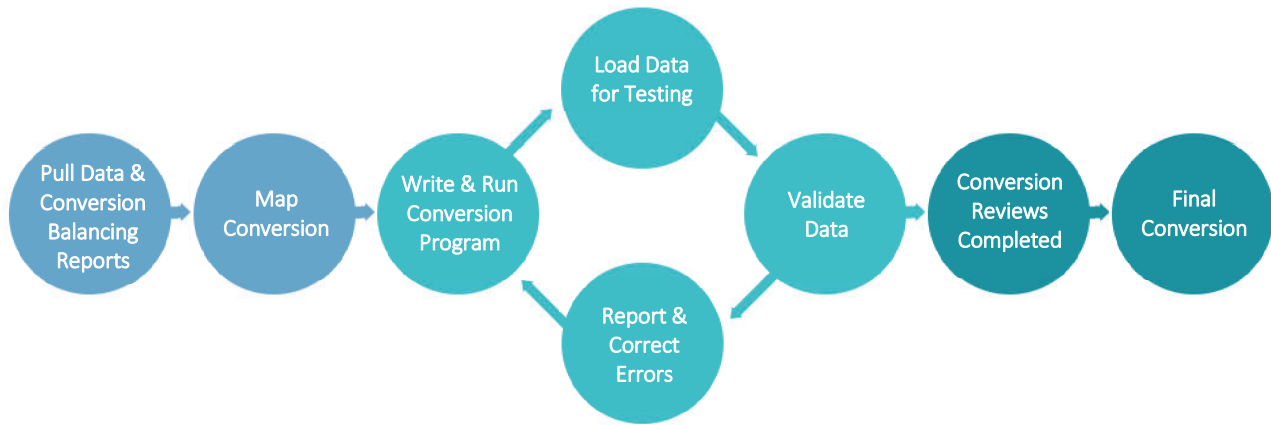 Pull Data &
Conversion
Balancing
Reports
Map
Conversion
Write & Run
Conversion
Program
Load Data
for Testing
Validate
Data
Report &
Correct
Errors
Conversion
Reviews
Completed
Final
Conversion